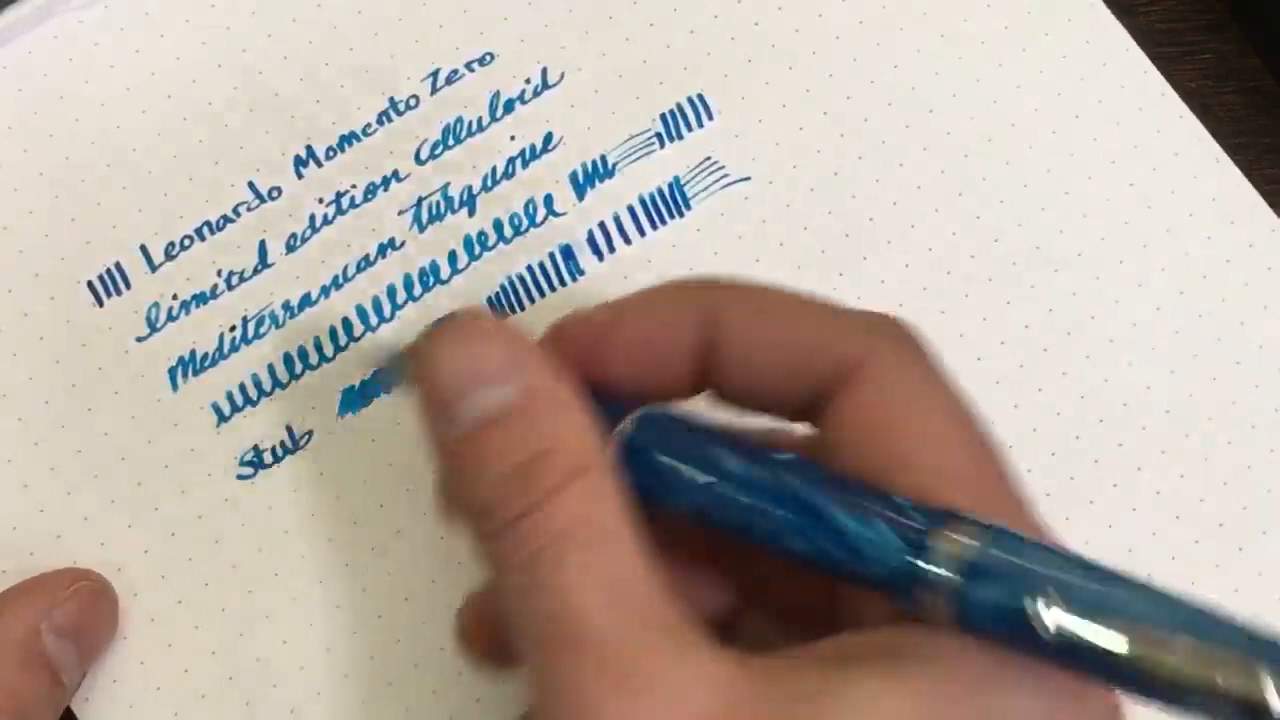 Leonardo Momento Zero
limited edition celluloid
Mediterranean turquoise
Stub